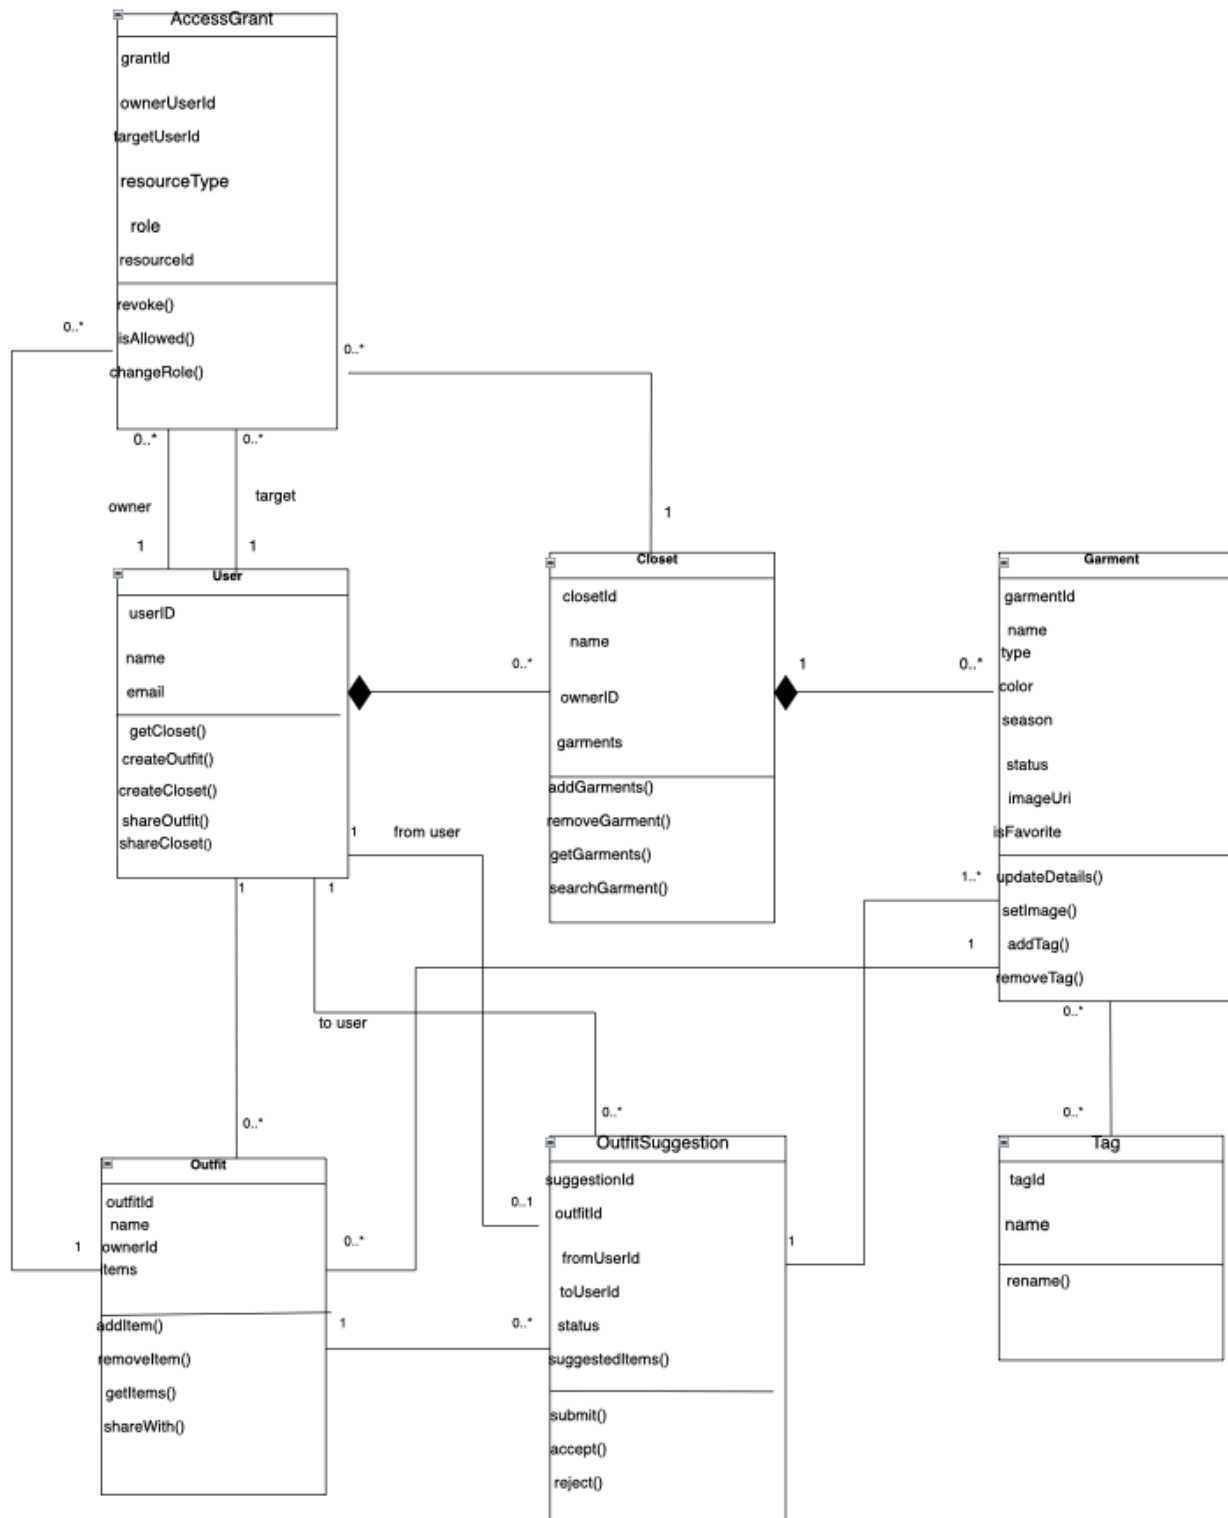 AccessGrant
grantId
ownerUserId
targetUserId
resourceType
role
resourceId
revoke()
isAllowed()
changeRole()
0..*
0..*
0..*
0..*
owner
target
1
1
1
User
userID
name
email
getCloset()
createOutfit()
createCloset()
shareOutfit()
shareCloset()
0..*
Closet
closetId
name
ownerID
garments
addGarments()
removeGarment()
getGarments()
searchGarment()
1
0..*
Garment
garmentId
name
type
color
season
status
imageUri
isFavorite
updateDetails()
setImage()
addTag()
removeTag()
1
from user
1
1
1..*
1
to user
0..*
0..*
0..*
0..*
Outfit
outfitId
name
ownerId
items
addItem()
removeItem()
getItems()
shareWith()
1
0..*
0..1
1
0..*
OutfitSuggestion
suggestionId
outfitId
fromUserId
toUserId
status
suggestedItems()
submit()
accept()
reject()
1
Tag
tagId
name
rename()